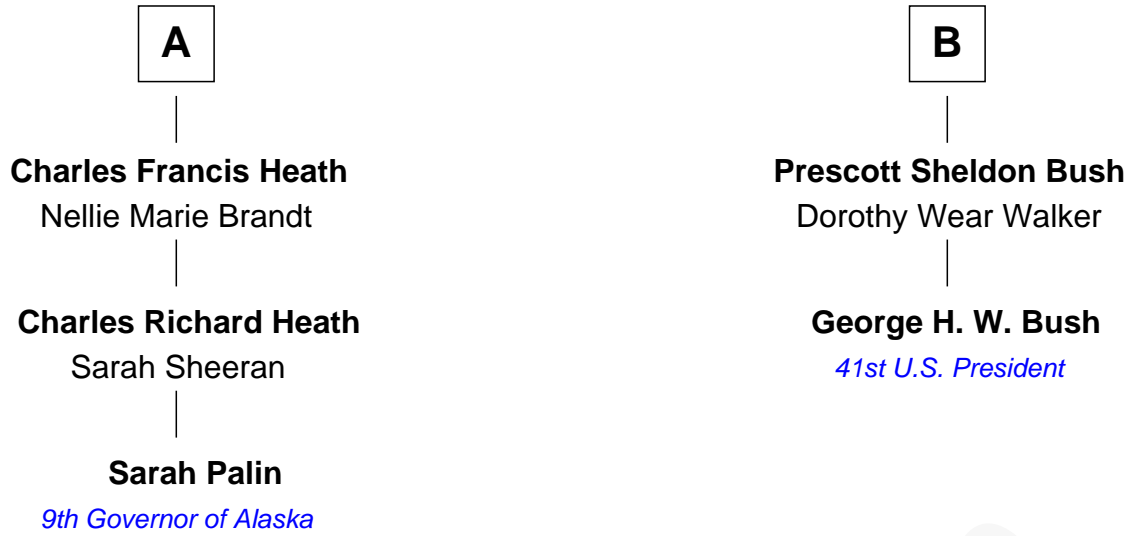 A
Charles Francis Heath
Nellie Marie Brandt
Charles Richard Heath
Sarah Sheeran
Sarah Palin
9th Governor of Alaska
B
Prescott Sheldon Bush
Dorothy Wear Walker
George H. W. Bush
41st U.S. President